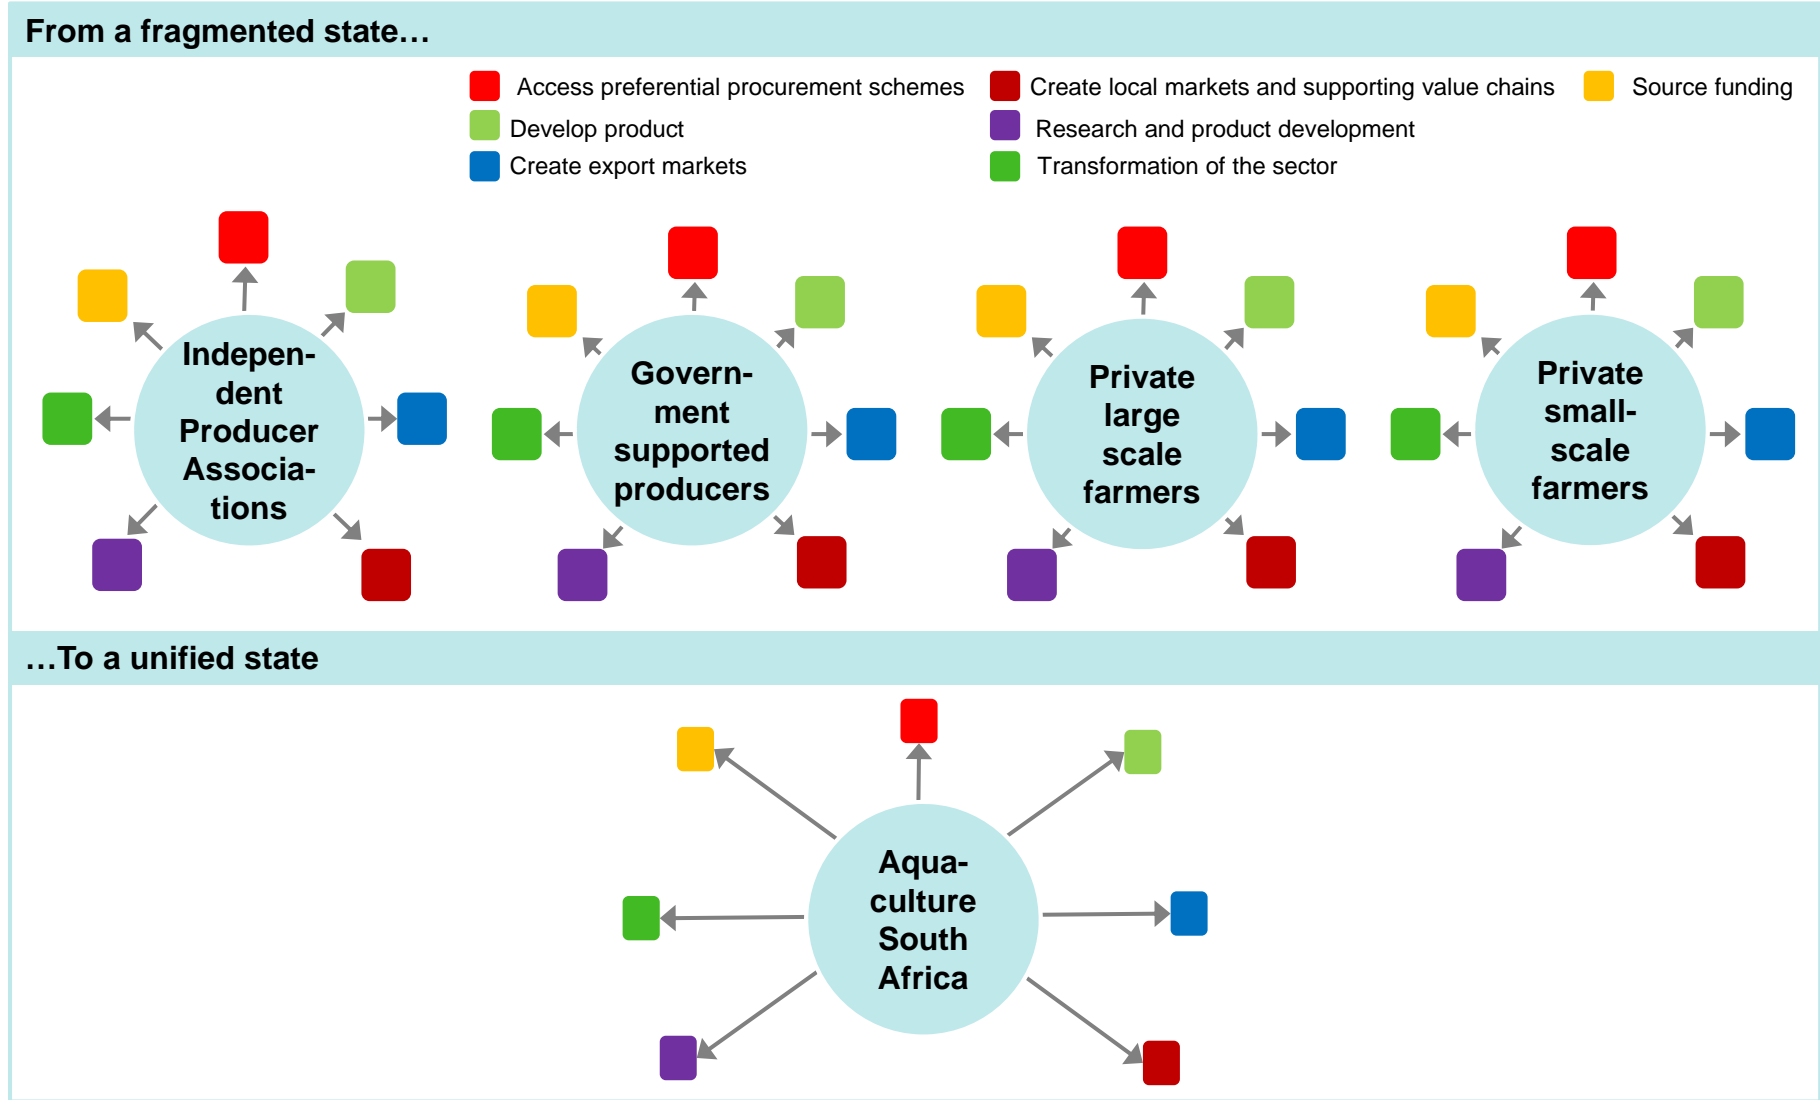 From a fragmented state…
Access preferential procurement schemes
Create local markets and supporting value chains
Source funding
Develop product
Research and product development
Create export markets
Transformation of the sector
Indepen-
dent
Producer
Associa-
tions
Govern-
ment
supported
producers
Private
large
scale
farmers
Private
small-
scale
farmers
…To a unified state
Aqua-
culture
South
Africa